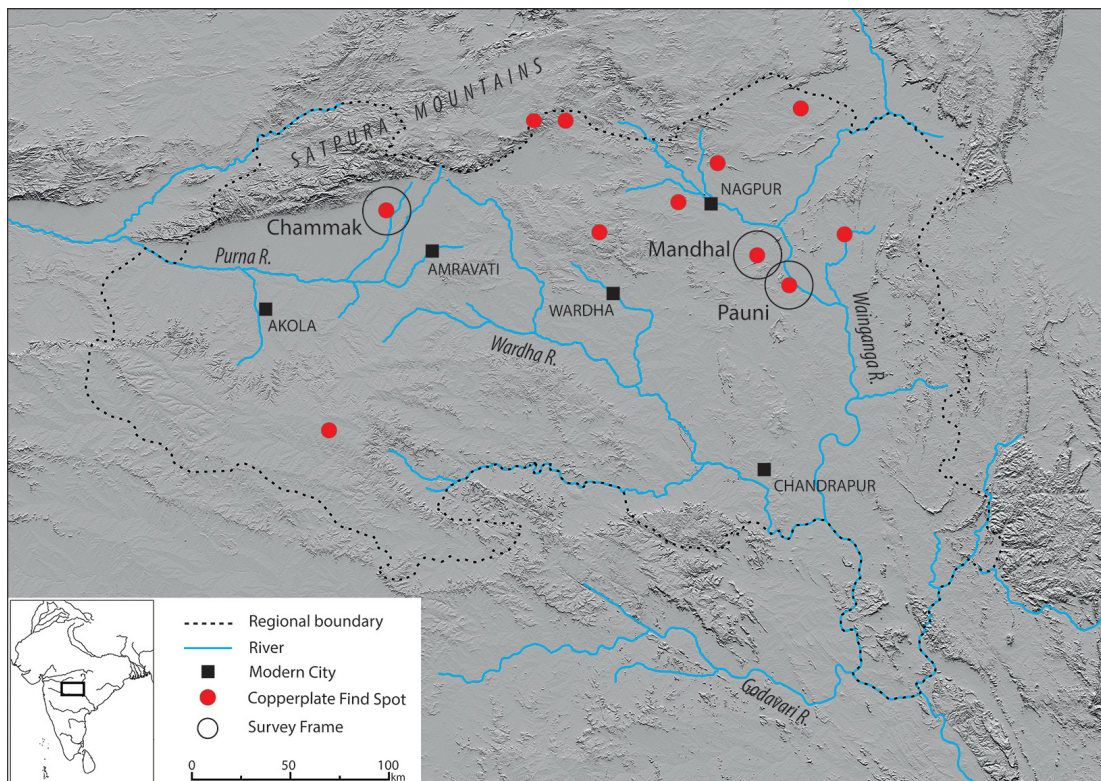 SATPURA MOUNTAINS
NAGPUR
Chammak
Mandhal
Purna R.
AMRAVATI
WARDHA
Pauni
AKOLA
Wardha R.
Wainganga R.
CHANDRAPUR
Godavari R.
Regional boundary
River
Modern City
Copperplate Find Spot
Survey Frame
0 50 100
km